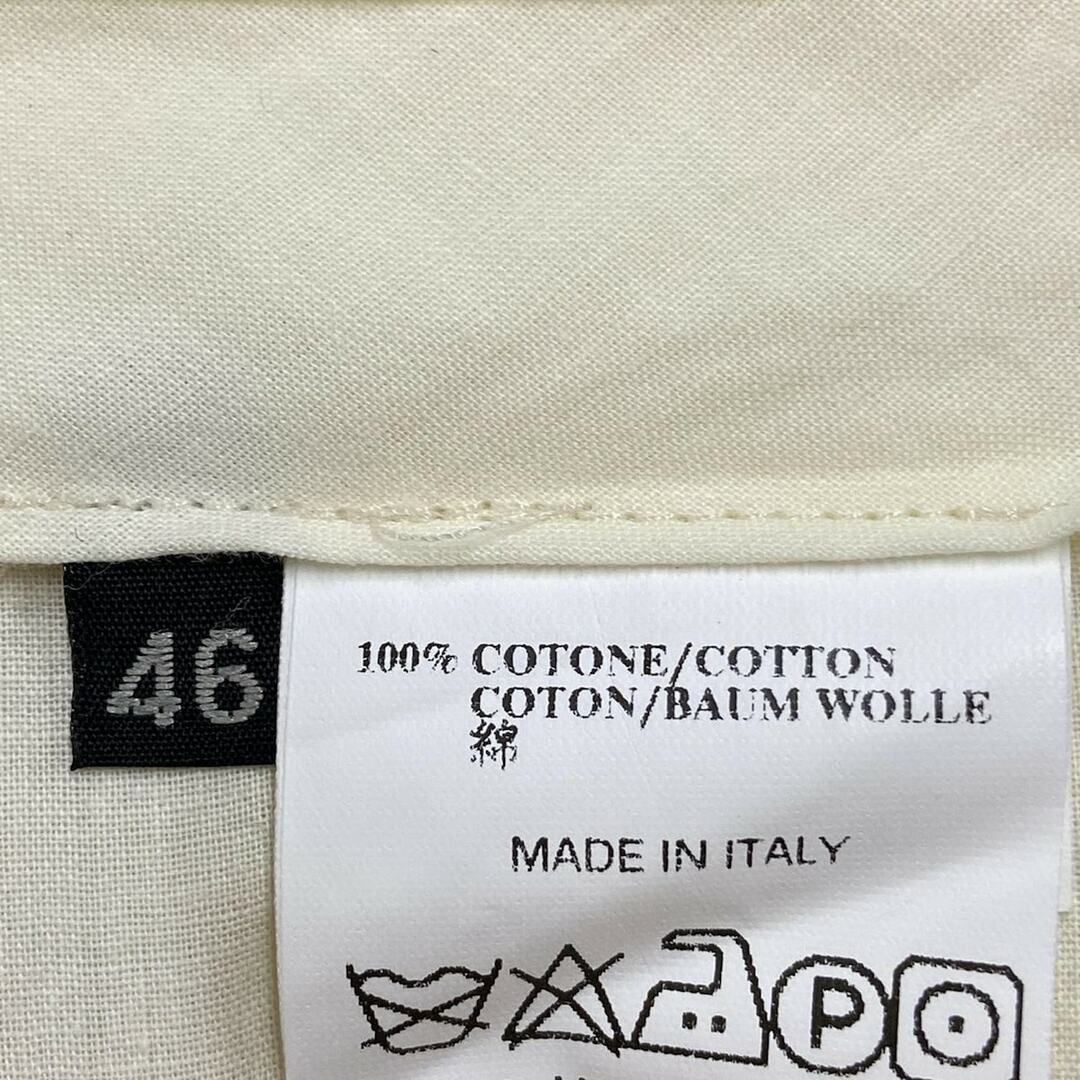 46
100% COTONE/COTTON
COTON/BAUM WOLLE
綿
MADE IN ITALY
P